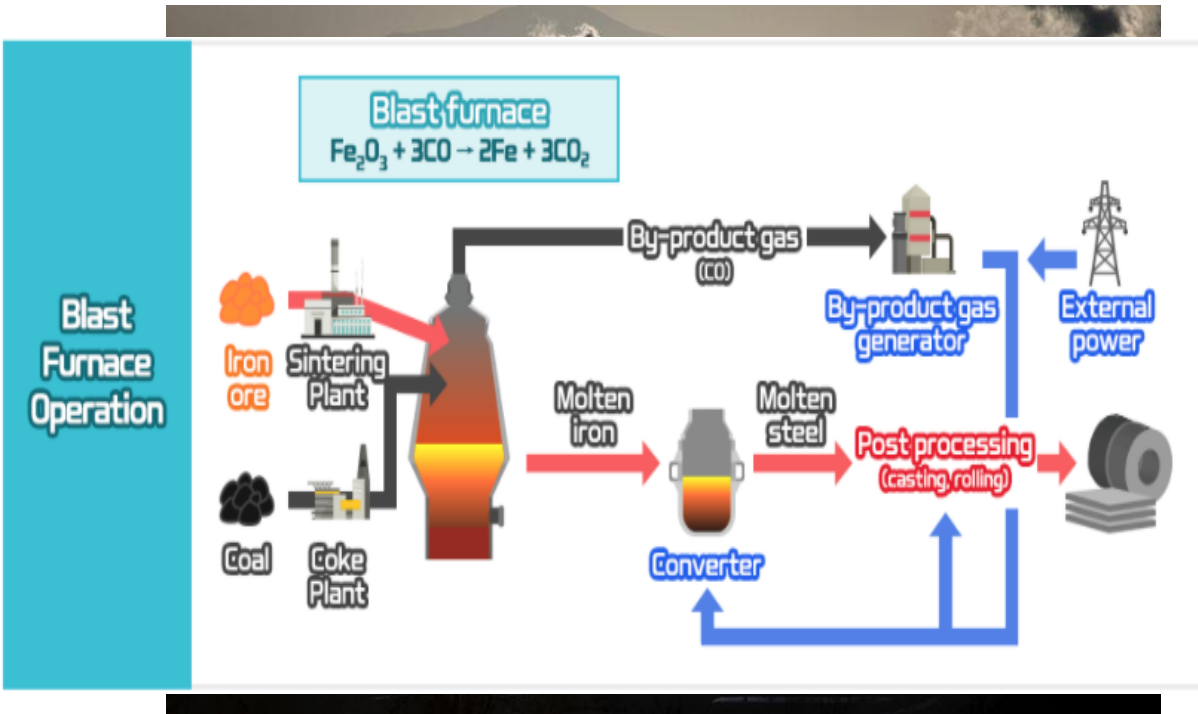 Blast furnace
Fe₂O₃ + 3CO → 2Fe + 3CO₂
By-product gas
(CO)
Blast
Furnace
Operation
Iron
ore
Sintering
Plant
By-product gas
generator
External
power
Molten
iron
Molten
steel
Post processing
(casting, rolling)
Coal
Coke
Plant
Converter